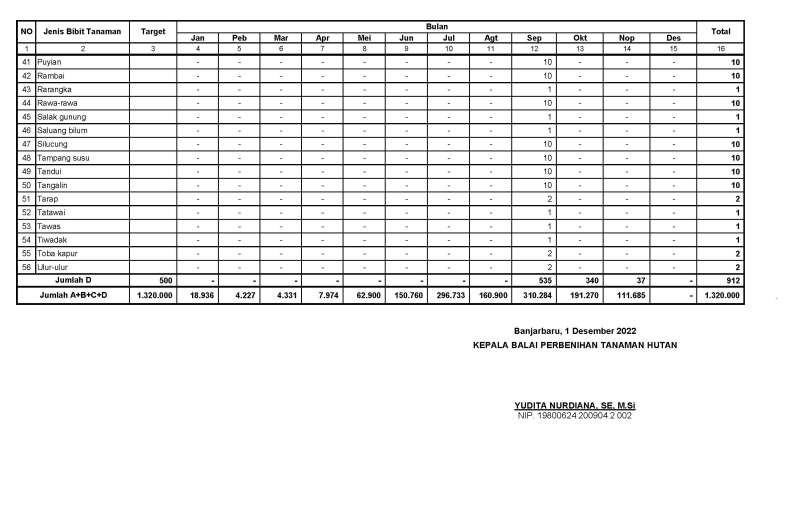 NO Jenis Bibit Tanaman Target Bulan Total
Jan Peb Mar Apr Mei Jun Jul Agt Sep Okt Nop Des
1 2 3 4 5 6 7 8 9 10 11 12 13 14 15 16
41 Puyian - - - - - - - - 10 - - - 10
42 Rambai - - - - - - - - 10 - - - 10
43 Rarangka - - - - - - - - 1 - - - 1
44 Rawa-rawa - - - - - - - - 10 - - - 10
45 Salak gunung - - - - - - - - 1 - - - 1
46 Saluang bilum - - - - - - - - 1 - - - 1
47 Silucung - - - - - - - - 10 - - - 10
48 Tampang susu - - - - - - - - 10 - - - 10
49 Tandui - - - - - - - - 10 - - - 10
50 Tangalin - - - - - - - - 10 - - - 10
51 Tarap - - - - - - - - 2 - - - 2
52 Tatawai - - - - - - - - 1 - - - 1
53 Tawas - - - - - - - - 1 - - - 1
54 Tiwadak - - - - - - - - 1 - - - 1
55 Toba kapur - - - - - - - - 2 - - - 2
56 Ulur-ulur - - - - - - - - 2 - - - 2
Jumlah D 500 - - - - - - - - 535 340 37 - 912
Jumlah A+B+C+D 1.320.000 18.936 4.227 4.331 7.974 62.900 150.760 296.733 160.900 310.284 191.270 111.685 - 1.320.000
Banjarbaru, 1 Desember 2022
KEPALA BALAI PERBENIHAN TANAMAN HUTAN
YUDITA NURDIANA, SE, M.Si
NIP. 19800624 200904 2 002